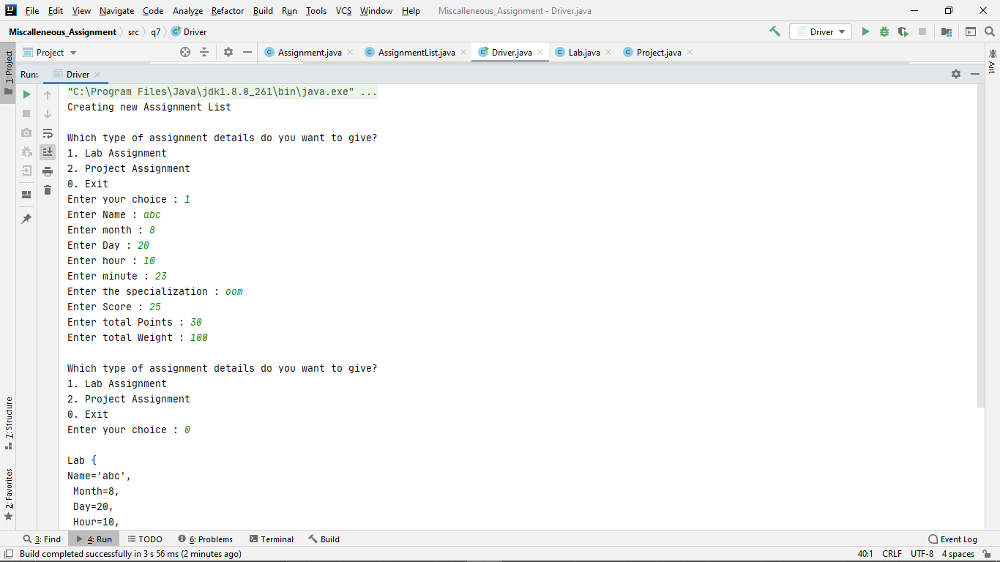 File Edit View Navigate Code Analyze Refactor Build Run Tools VCS Window Help Miscalleneous_Assignment - Driver.java
Miscalleneous_Assignment src q7 Driver Driver
Project Assignment.java AssignmentList.java Driver.java Lab.java Project.java
1: Project
Ant
Run: Driver
"C:\Program Files\Java\jdk1.8.0_261\bin\java.exe" ...
Creating new Assignment List
Which type of assignment details do you want to give?
1. Lab Assignment
2. Project Assignment
0. Exit
Enter your choice : 1
Enter Name : abc
Enter month : 8
Enter Day : 20
Enter hour : 10
Enter minute : 23
Enter the specialization : oom
Enter Score : 25
Enter total Points : 30
Enter total Weight : 100
Which type of assignment details do you want to give?
1. Lab Assignment
2. Project Assignment
0. Exit
Enter your choice : 0
Lab {
Name='abc',
Month=8,
Day=20,
Hour=10,
7: Structure
2: Favorites
3: Find 4: Run TODO 6: Problems Terminal Build Event Log
Build completed successfully in 3 s 56 ms (2 minutes ago) 40:1 CRLF UTF-8 4 spaces